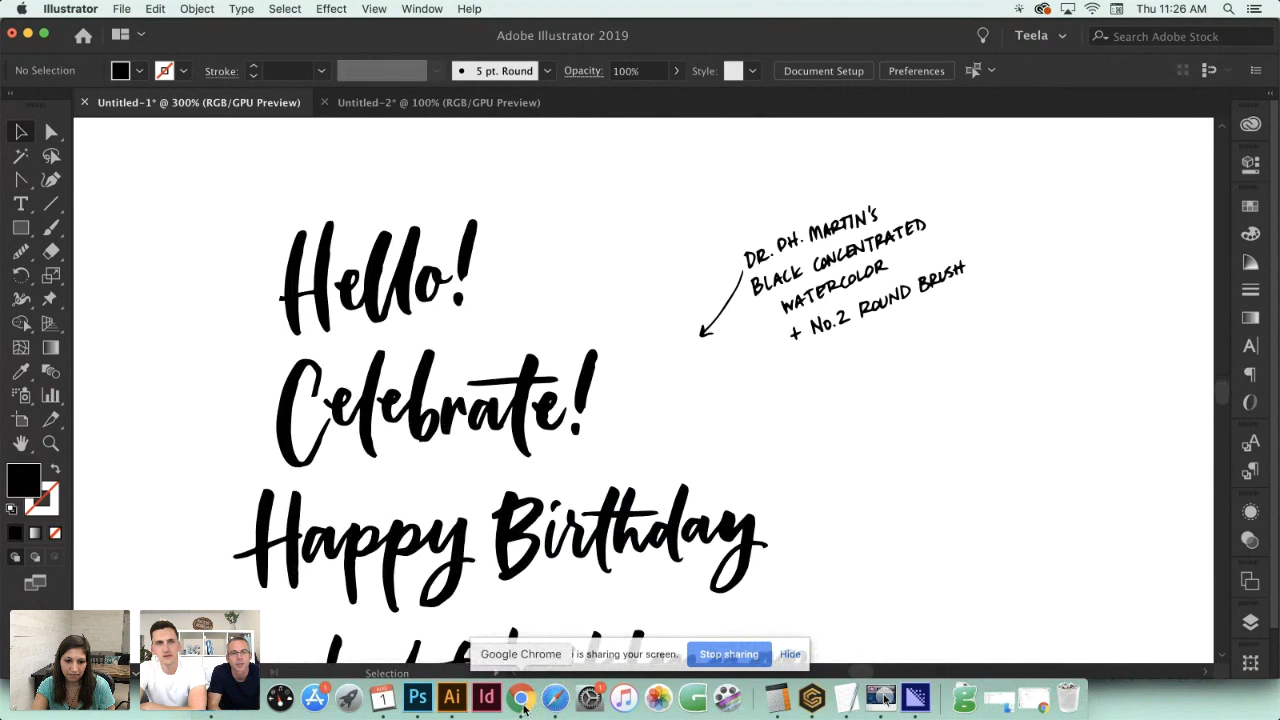 Illustrator File Edit Object Type Select Effect View Window Help Thu 11:26 AM
Adobe Illustrator 2019 Teela Search Adobe Stock
No Selection Stroke: 5 pt. Round Opacity: 100% Style: Document Setup Preferences
Untitled-1* @ 300% (RGB/GPU Preview) Untitled-2* @ 100% (RGB/GPU Preview)
Hello!
DR. PH. MARTIN'S
BLACK CONCENTRATED
WATERCOLOR
+ No.2 ROUND BRUSH
Celebrate!
Happy Birthday
Google Chrome is sharing your screen. Stop sharing Hide
Selection
Ps Ai Id